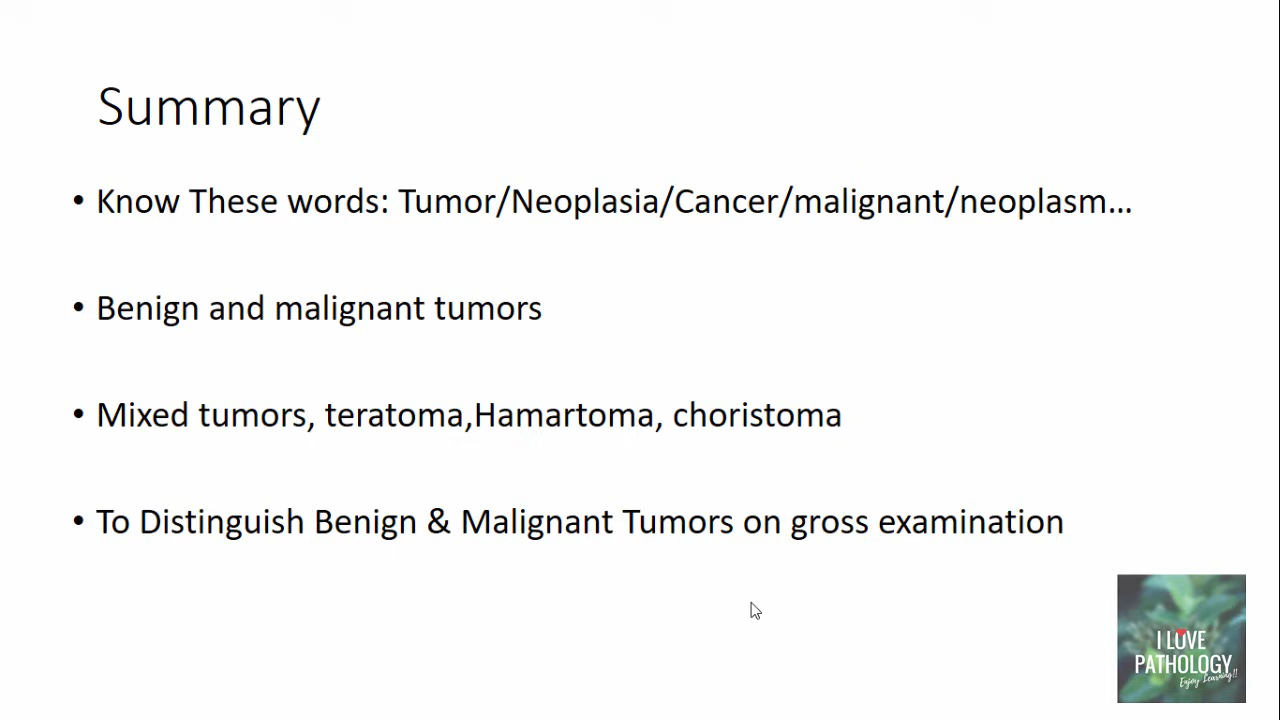 Summary
• Know These words: Tumor/Neoplasia/Cancer/malignant/neoplasm...
• Benign and malignant tumors
• Mixed tumors, teratoma,Hamartoma, choristoma
• To Distinguish Benign & Malignant Tumors on gross examination
I LOVE
PATHOLOGY
Enjoy Learning!!